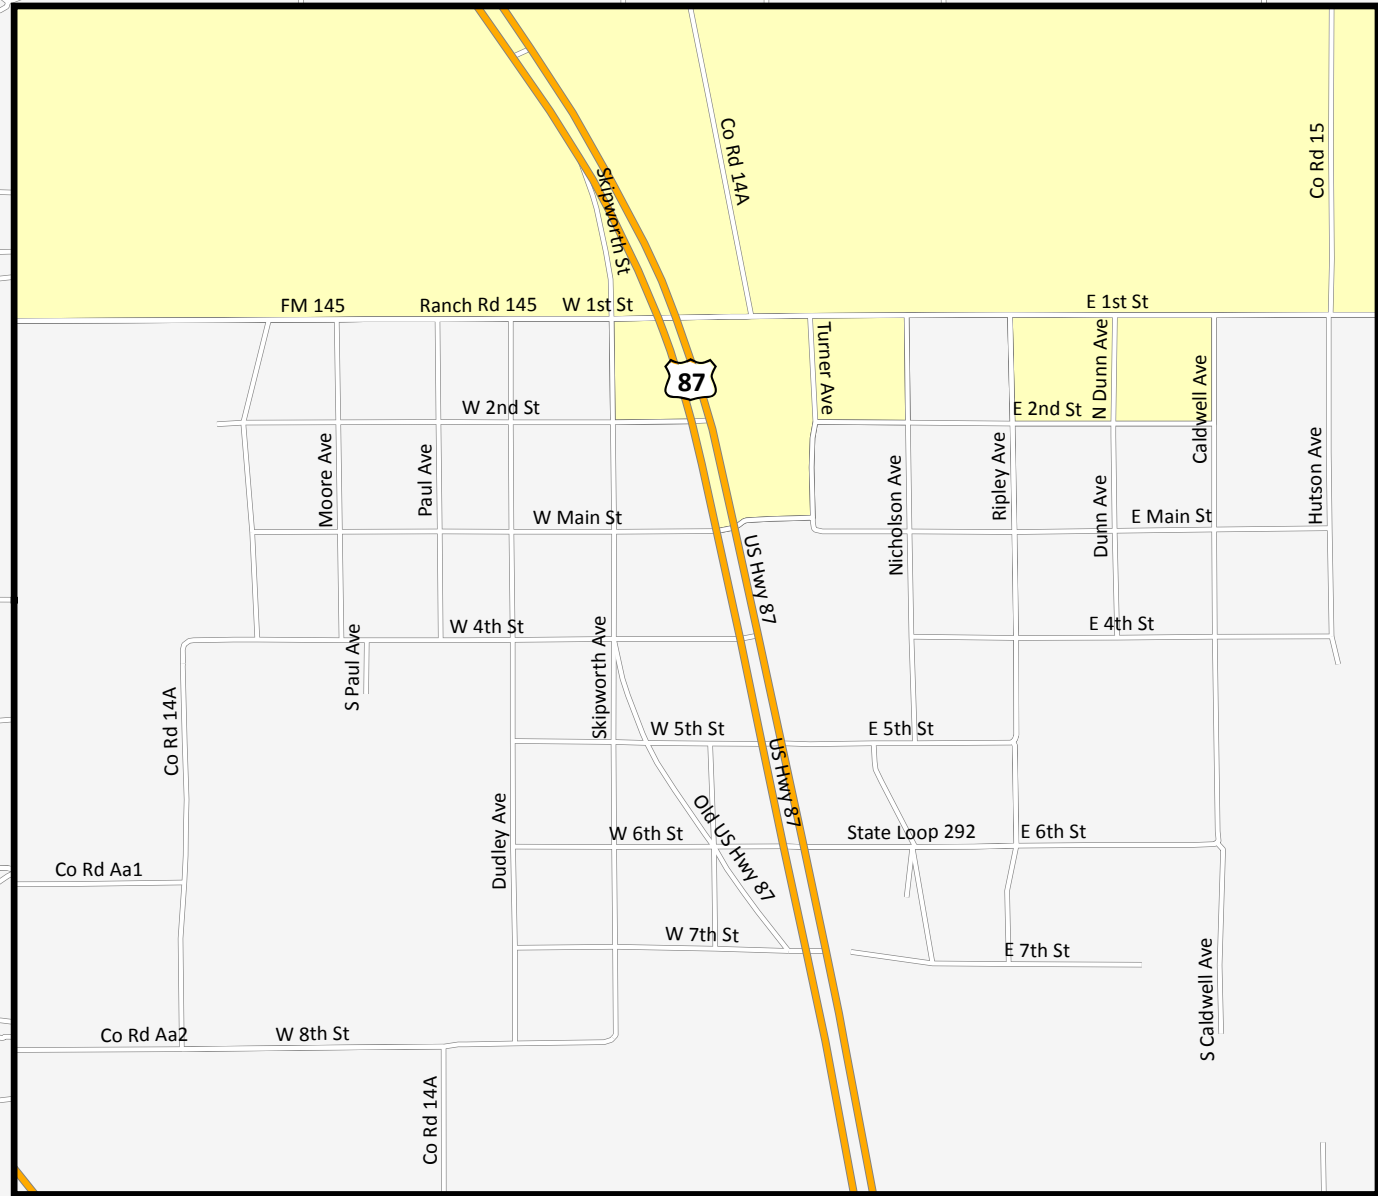 Co Rd 14A
Co Rd 15
Skipworth St
FM 145
Ranch Rd 145
W 1st St
E 1st St
Turner Ave
N Dunn Ave
Caldwell Ave
87
W 2nd St
E 2nd St
Moore Ave
Paul Ave
Nicholson Ave
Ripley Ave
Dunn Ave
Hutson Ave
W Main St
E Main St
US Hwy 87
W 4th St
E 4th St
S Paul Ave
Skipworth Ave
Co Rd 14A
W 5th St
E 5th St
US Hwy 87
Dudley Ave
Old US Hwy 87
W 6th St
State Loop 292
E 6th St
Co Rd Aa1
W 7th St
E 7th St
S Caldwell Ave
Co Rd Aa2
W 8th St
Co Rd 14A